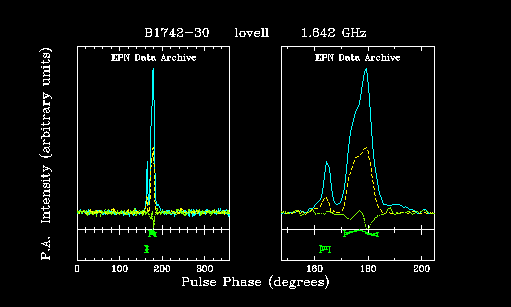 B1742-30 lovell 1.642 GHz
EPN Data Archive EPN Data Archive
P.A. Intensity (arbitrary units)
0 100 200 300 160 180 200
Pulse Phase (degrees)